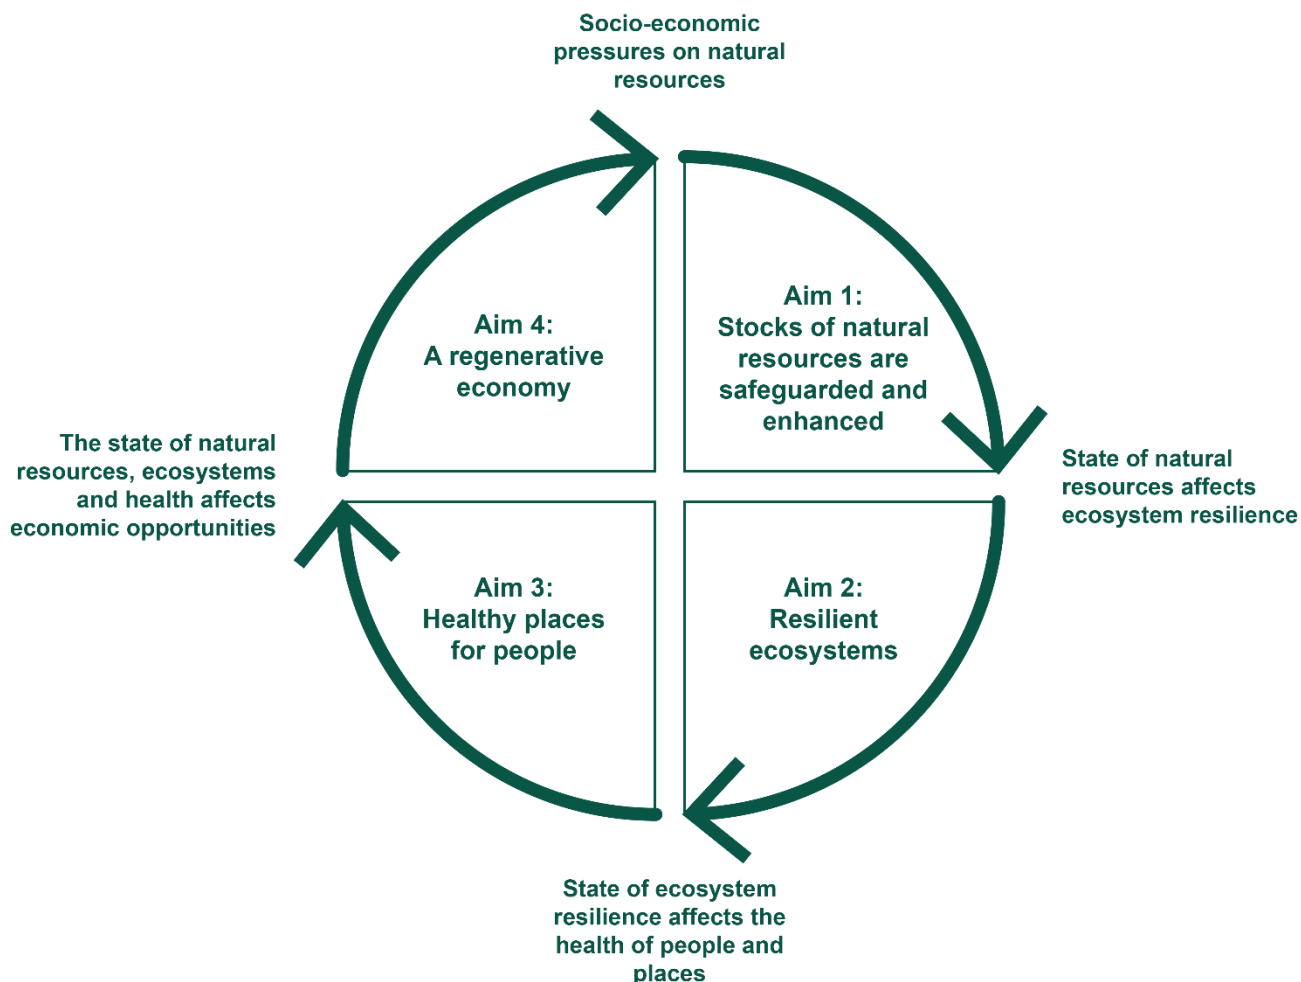 Socio-economic
pressures on natural
resources
Aim 1:
Stocks of natural
resources are
safeguarded and
enhanced
State of natural
resources affects
ecosystem resilience
Aim 2:
Resilient
ecosystems
State of ecosystem
resilience affects the
health of people and
places
Aim 3:
Healthy places
for people
The state of natural
resources, ecosystems
and health affects
economic opportunities
Aim 4:
A regenerative
economy